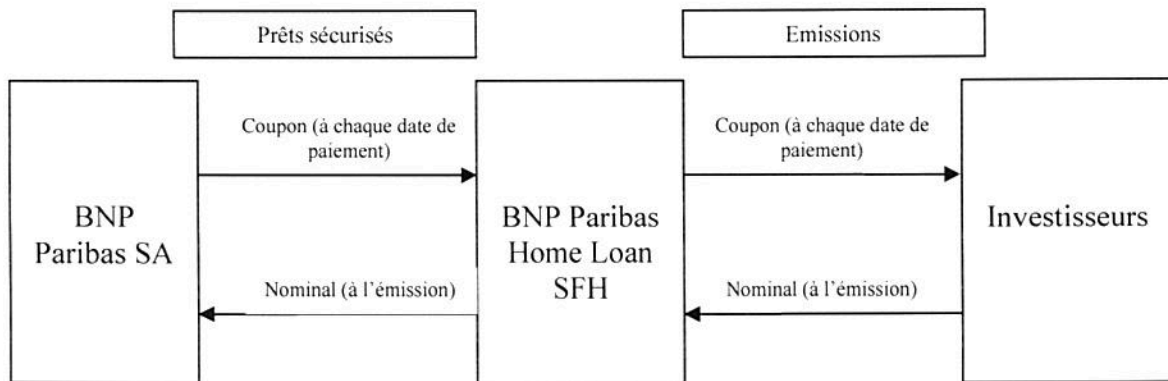 Prêts sécurisés
Emissions
Coupon (à chaque date de
paiement)
Coupon (à chaque date de
paiement)
BNP
Paribas SA
BNP Paribas
Home Loan
SFH
Investisseurs
Nominal (à l'émission)
Nominal (à l'émission)